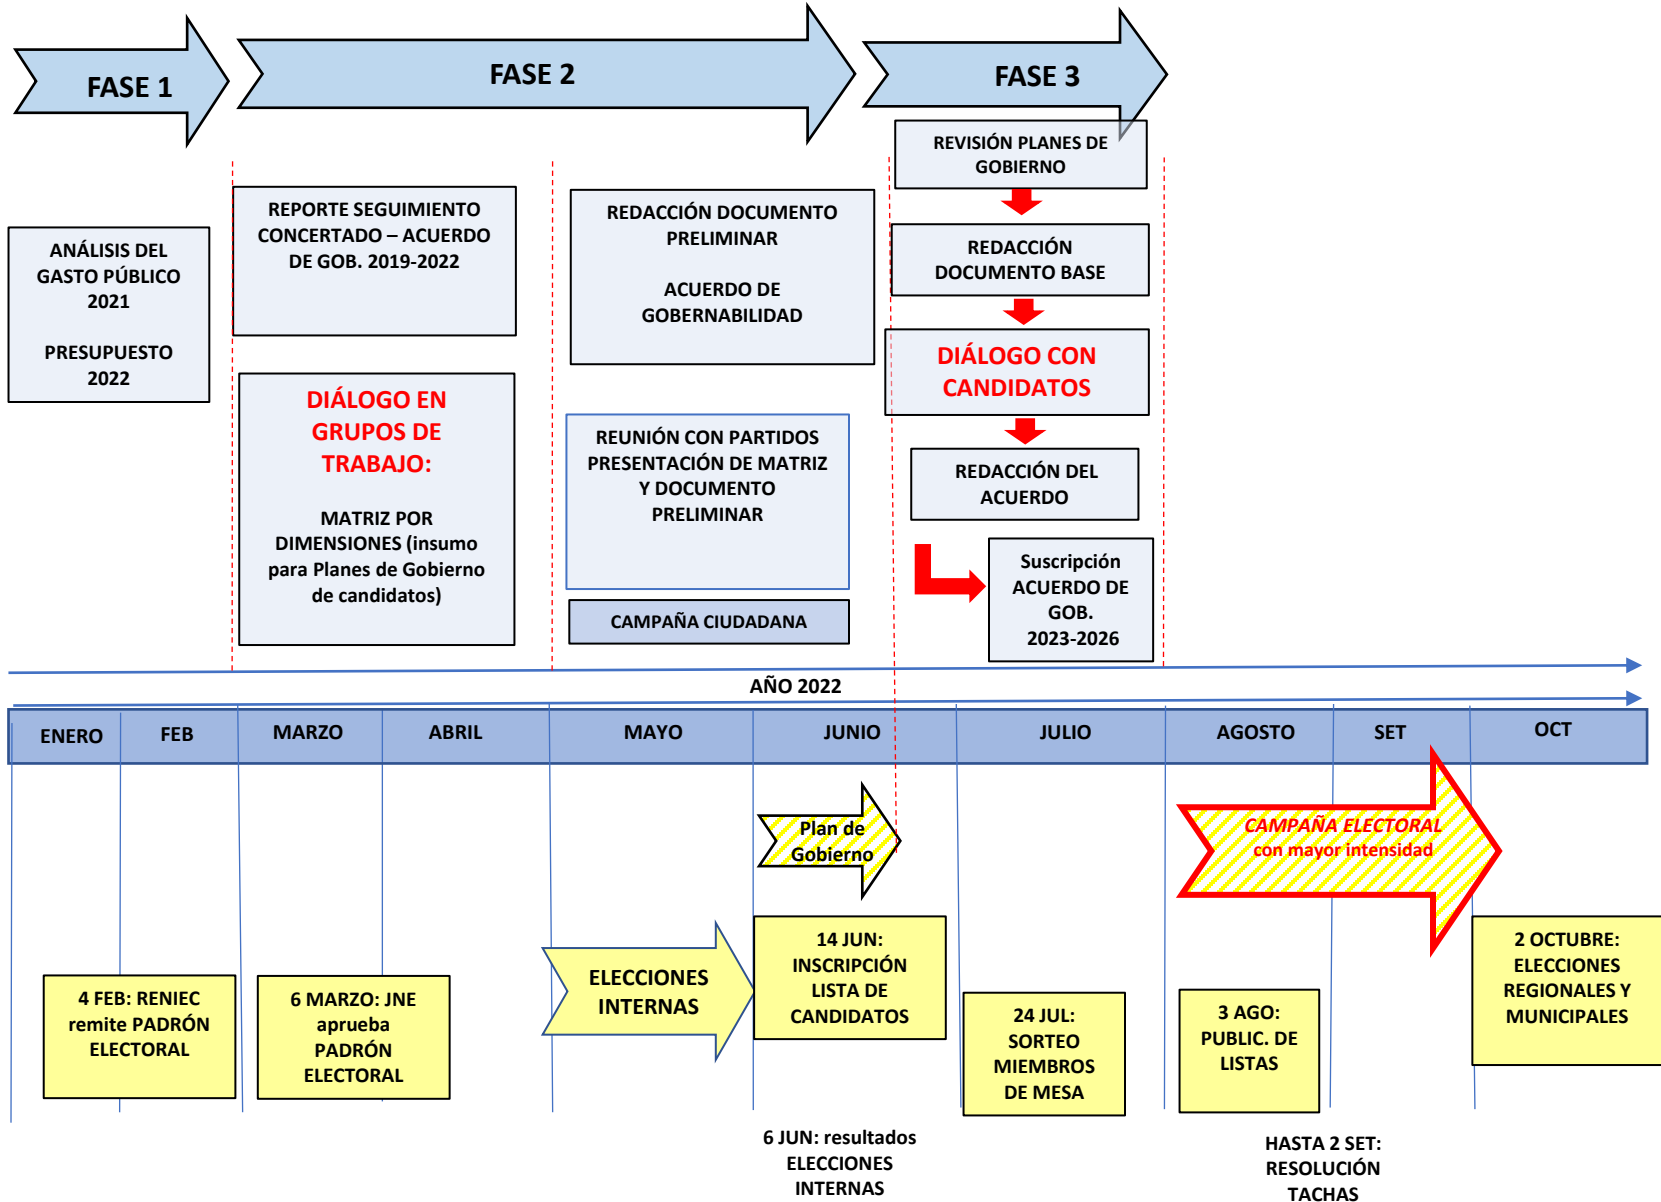 FASE 1
FASE 2
FASE 3
ANÁLISIS DEL
GASTO PÚBLICO
2021
PRESUPUESTO
2022
REPORTE SEGUIMIENTO
CONCERTADO – ACUERDO
DE GOB. 2019-2022
DIÁLOGO EN
GRUPOS DE
TRABAJO:
MATRIZ POR
DIMENSIONES (insumo
para Planes de Gobierno
de candidatos)
REDACCIÓN DOCUMENTO
PRELIMINAR
ACUERDO DE
GOBERNABILIDAD
REUNIÓN CON PARTIDOS
PRESENTACIÓN DE MATRIZ
Y DOCUMENTO
PRELIMINAR
CAMPAÑA CIUDADANA
REVISIÓN PLANES DE
GOBIERNO
REDACCIÓN
DOCUMENTO BASE
DIÁLOGO CON
CANDIDATOS
REDACCIÓN DEL
ACUERDO
Suscripción
ACUERDO DE
GOB.
2023-2026
AÑO 2022
ENERO
FEB
MARZO
ABRIL
MAYO
JUNIO
JULIO
AGOSTO
SET
OCT
Plan de
Gobierno
CAMPAÑA ELECTORAL
con mayor intensidad
4 FEB: RENIEC
remite PADRÓN
ELECTORAL
6 MARZO: JNE
aprueba
PADRÓN
ELECTORAL
ELECCIONES
INTERNAS
14 JUN:
INSCRIPCIÓN
LISTA DE
CANDIDATOS
24 JUL:
SORTEO
MIEMBROS
DE MESA
3 AGO:
PUBLIC. DE
LISTAS
2 OCTUBRE:
ELECCIONES
REGIONALES Y
MUNICIPALES
6 JUN: resultados
ELECCIONES
INTERNAS
HASTA 2 SET:
RESOLUCIÓN
TACHAS